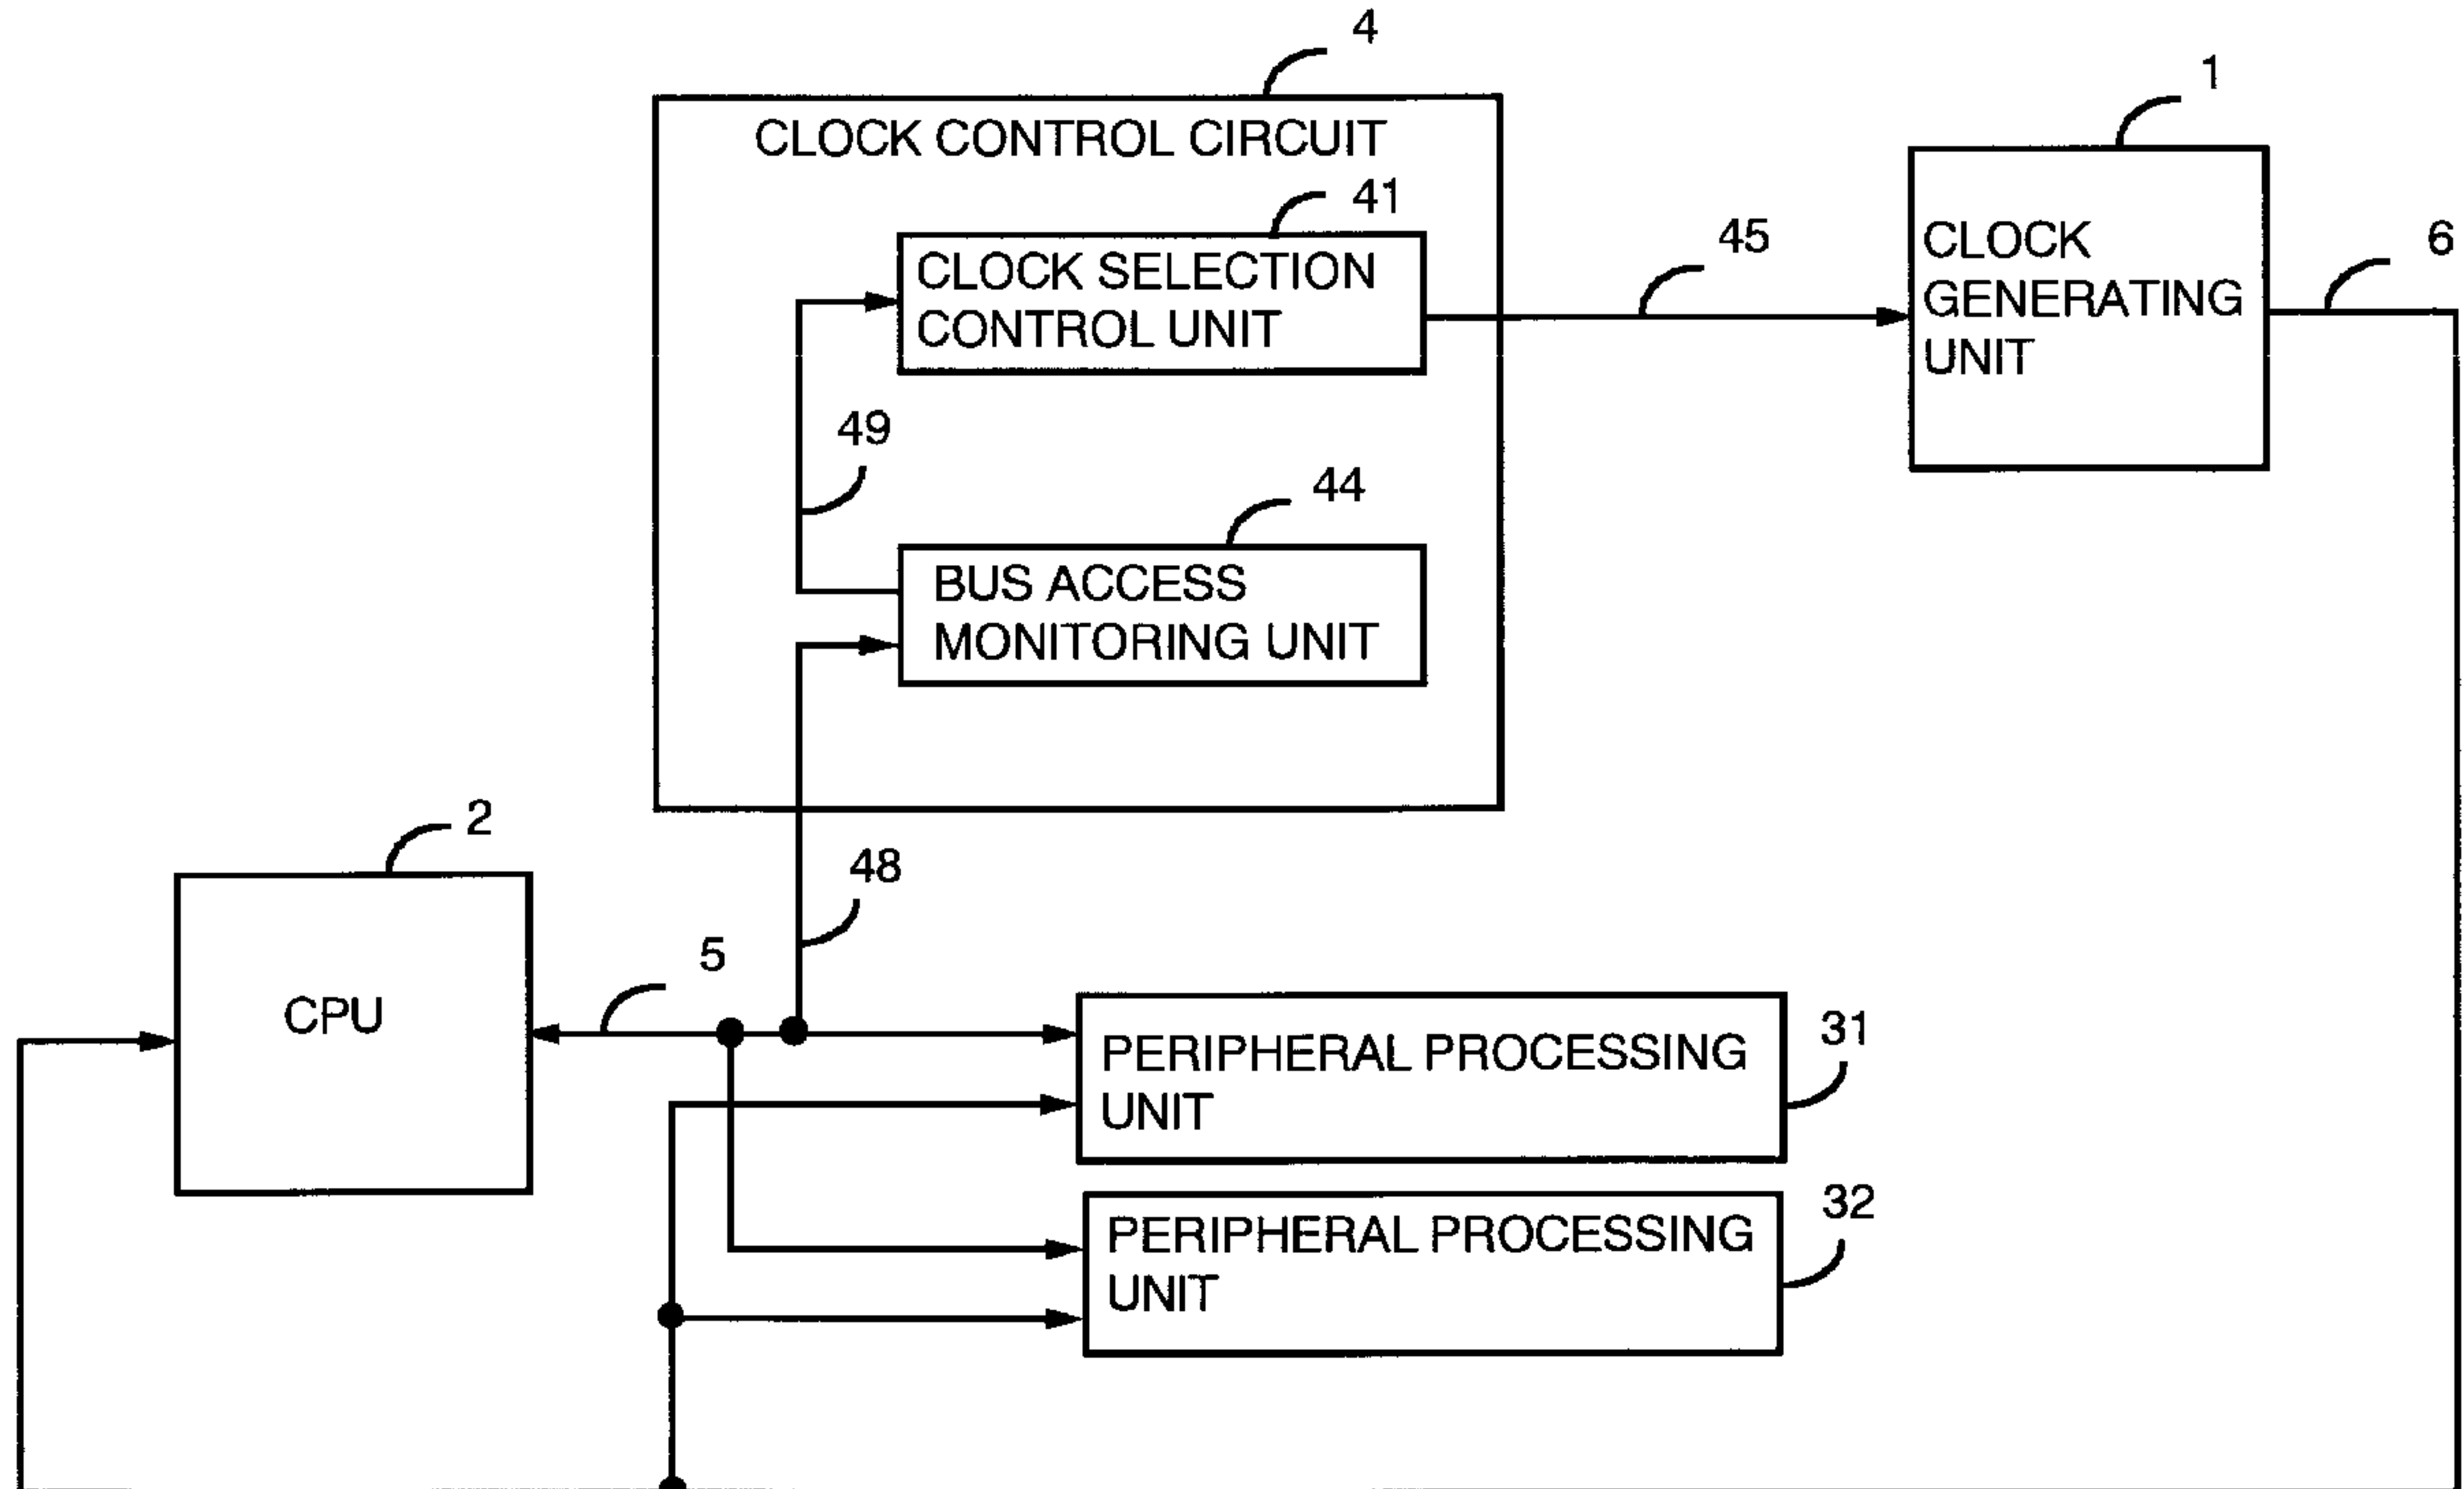 4
1
CLOCK CONTROL CIRCUIT
41
45
6
CLOCK SELECTION
CONTROL UNIT
CLOCK
GENERATING
UNIT
49
44
BUS ACCESS
MONITORING UNIT
2
48
5
CPU
31
PERIPHERAL PROCESSING
UNIT
32
PERIPHERAL PROCESSING
UNIT